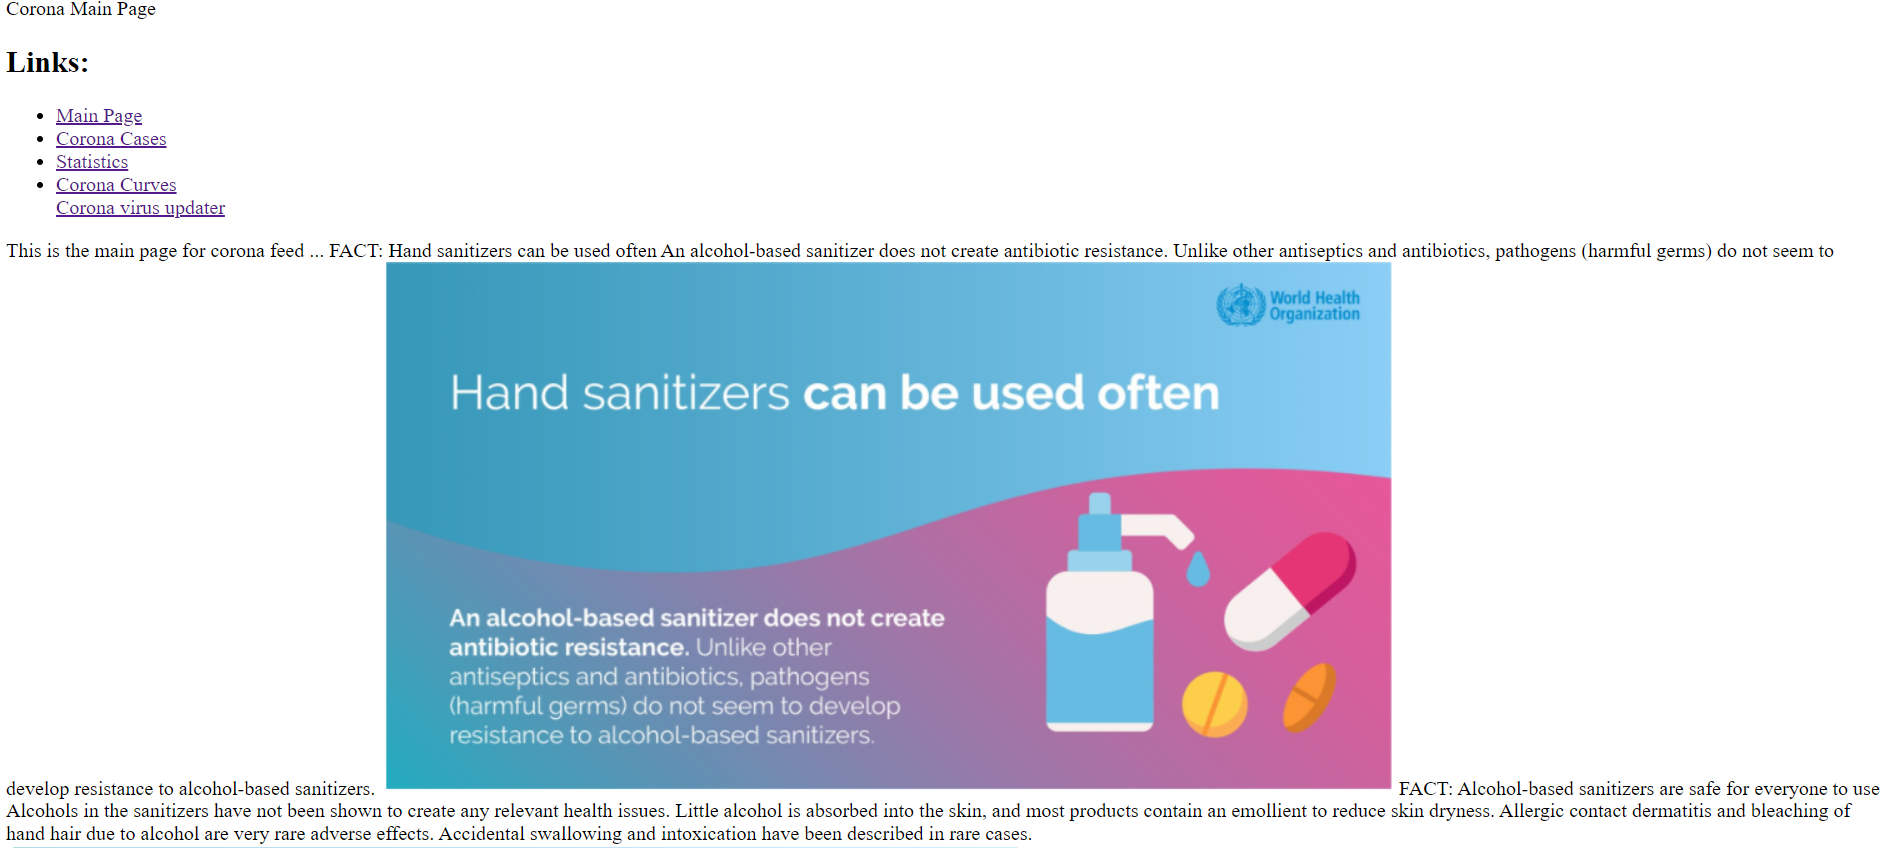 Corona Main Page
Links:
Main Page
Corona Cases
Statistics
Corona Curves
Corona virus updater
This is the main page for corona feed ... FACT: Hand sanitizers can be used often An alcohol-based sanitizer does not create antibiotic resistance. Unlike other antiseptics and antibiotics, pathogens (harmful germs) do not seem to
World Health
Organization
Hand sanitizers can be used often
An alcohol-based sanitizer does not create
antibiotic resistance. Unlike other
antiseptics and antibiotics, pathogens
(harmful germs) do not seem to develop
resistance to alcohol-based sanitizers.
develop resistance to alcohol-based sanitizers. FACT: Alcohol-based sanitizers are safe for everyone to use
Alcohols in the sanitizers have not been shown to create any relevant health issues. Little alcohol is absorbed into the skin, and most products contain an emollient to reduce skin dryness. Allergic contact dermatitis and bleaching of
hand hair due to alcohol are very rare adverse effects. Accidental swallowing and intoxication have been described in rare cases.